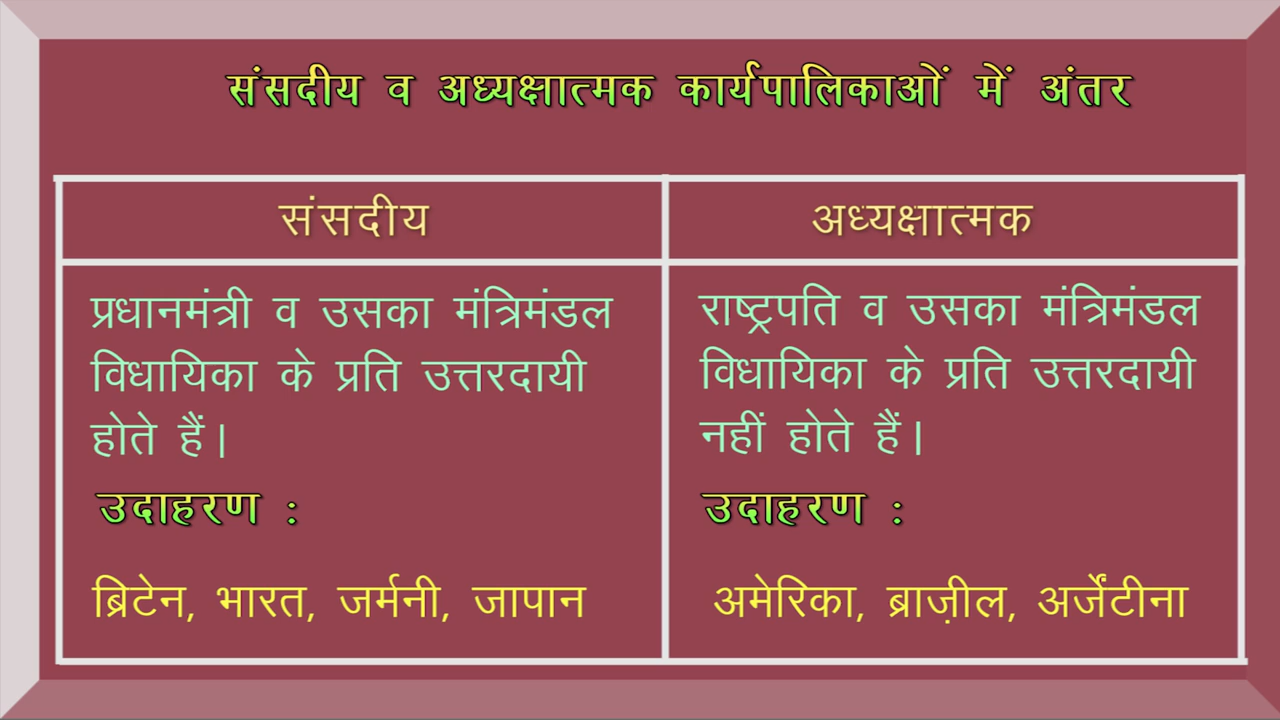 संसदीय व अध्यक्षात्मक कार्यपालिकाओं में अंतर
संसदीय
अध्यक्षात्मक
प्रधानमंत्री व उसका मंत्रिमंडल
विधायिका के प्रति उत्तरदायी
होते हैं।
उदाहरण :
ब्रिटेन, भारत, जर्मनी, जापान
राष्ट्रपति व उसका मंत्रिमंडल
विधायिका के प्रति उत्तरदायी
नहीं होते हैं।
उदाहरण :
अमेरिका, ब्राज़ील, अर्जेंटीना